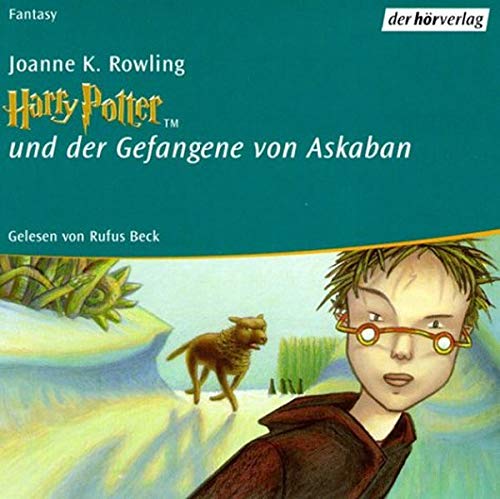 Fantasy
der hörverlag
Joanne K. Rowling
Harry Potter™
und der Gefangene von Askaban
Gelesen von Rufus Beck